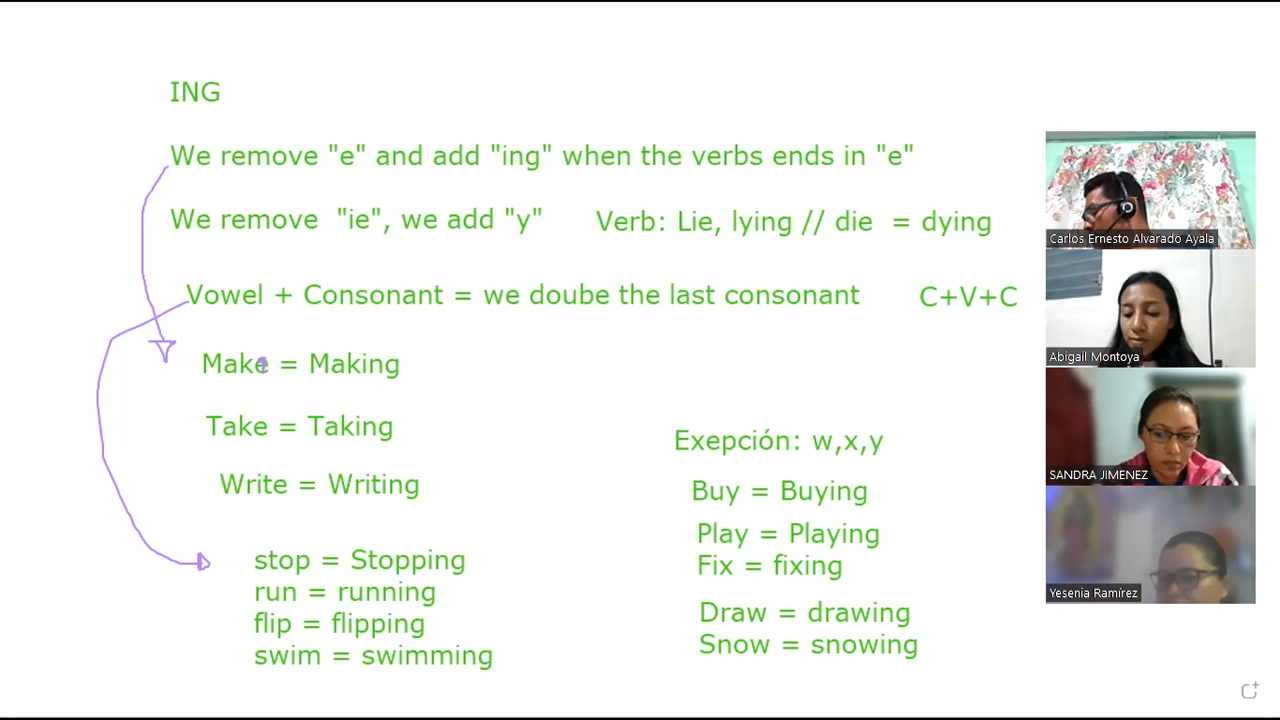 ING
We remove "e" and add "ing" when the verbs ends in "e"
We remove "ie", we add "y" Verb: Lie, lying // die = dying
Vowel + Consonant = we doube the last consonant C+V+C
Make = Making
Take = Taking
Write = Writing
stop = Stopping
run = running
flip = flipping
swim = swimming
Exepción: w,x,y
Buy = Buying
Play = Playing
Fix = fixing
Draw = drawing
Snow = snowing
Carlos Ernesto Alvarado Ayala
Abigail Montoya
SANDRA JIMENEZ
Yesenia Ramírez